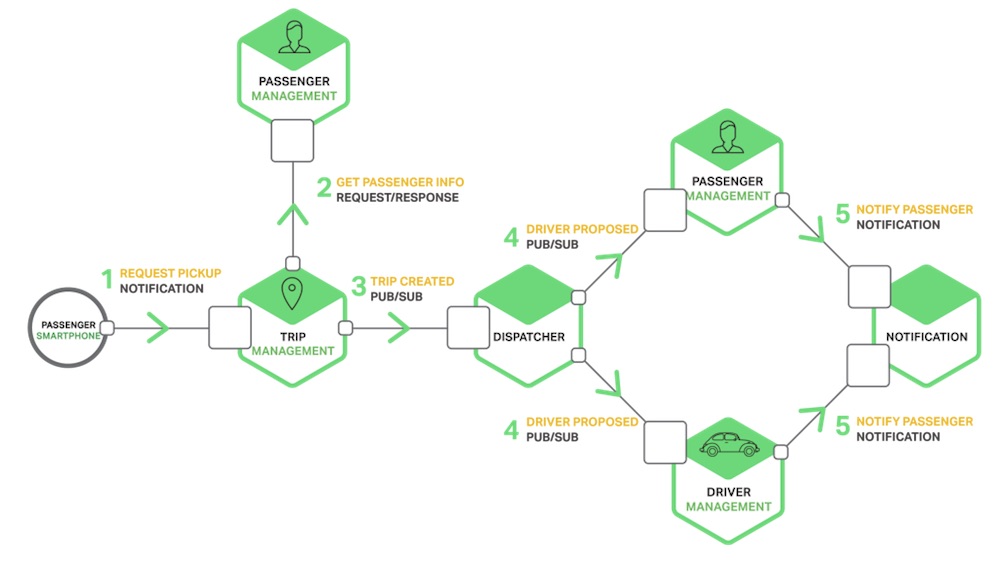 PASSENGER
MANAGEMENT
2 GET PASSENGER INFO
REQUEST/RESPONSE
1 REQUEST PICKUP
NOTIFICATION
PASSENGER
SMARTPHONE
TRIP
MANAGEMENT
3 TRIP CREATED
PUB/SUB
DISPATCHER
4 DRIVER PROPOSED
PUB/SUB
PASSENGER
MANAGEMENT
5 NOTIFY PASSENGER
NOTIFICATION
4 DRIVER PROPOSED
PUB/SUB
DRIVER
MANAGEMENT
5 NOTIFY PASSENGER
NOTIFICATION
NOTIFICATION